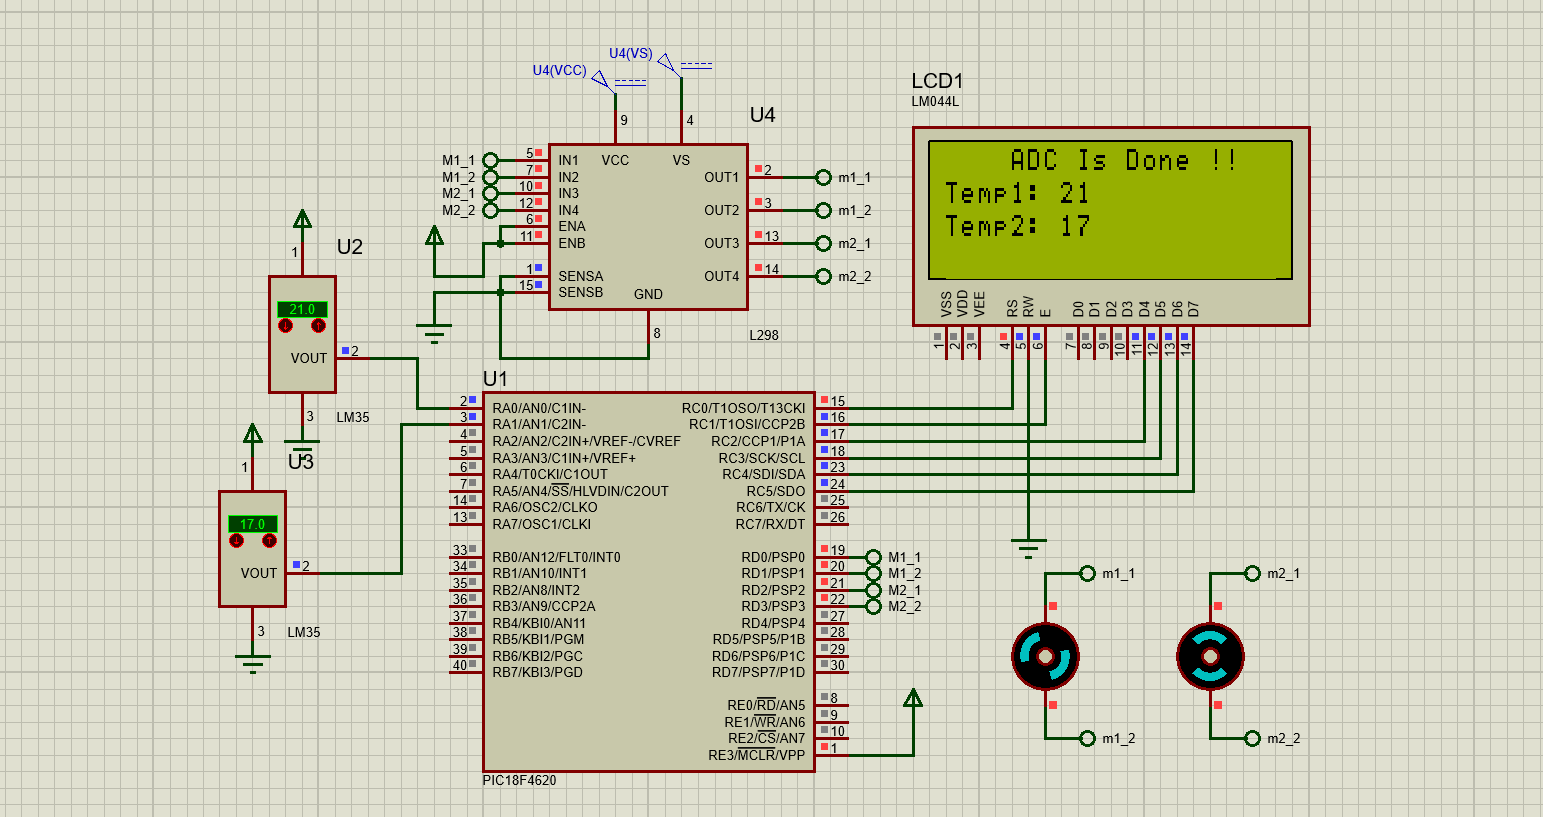 U4(VCC)
U4(VS)
9
4
U4
M1_1 5 IN1
M1_2 7 IN2
M2_1 10 IN3
M2_2 12 IN4
6 ENA
11 ENB
1 SENSA
15 SENSB
VCC
VS
GND
8
OUT1 2 m1_1
OUT2 3 m1_2
OUT3 13 m2_1
OUT4 14 m2_2
L298
LCD1
LM044L
ADC Is Done !!
Temp1: 21
Temp2: 17
VSS VDD VEE RS RW E D0 D1 D2 D3 D4 D5 D6 D7
1 2 3 4 5 6 7 8 9 10 11 12 13 14
1
U2
21.0
VOUT 2
3
LM35
1
U3
17.0
VOUT 2
3
LM35
U1
2 RA0/AN0/C1IN-
3 RA1/AN1/C2IN-
4 RA2/AN2/C2IN+/VREF-/CVREF
5 RA3/AN3/C1IN+/VREF+
6 RA4/T0CKI/C1OUT
7 RA5/AN4/SS/HLVDIN/C2OUT
14 RA6/OSC2/CLKO
13 RA7/OSC1/CLKI
33 RB0/AN12/FLT0/INT0
34 RB1/AN10/INT1
35 RB2/AN8/INT2
36 RB3/AN9/CCP2A
37 RB4/KBI0/AN11
38 RB5/KBI1/PGM
39 RB6/KBI2/PGC
40 RB7/KBI3/PGD
RC0/T1OSO/T13CKI 15
RC1/T1OSI/CCP2B 16
RC2/CCP1/P1A 17
RC3/SCK/SCL 18
RC4/SDI/SDA 23
RC5/SDO 24
RC6/TX/CK 25
RC7/RX/DT 26
RD0/PSP0 19 M1_1
RD1/PSP1 20 M1_2
RD2/PSP2 21 M2_1
RD3/PSP3 22 M2_2
RD4/PSP4 27
RD5/PSP5/P1B 28
RD6/PSP6/P1C 29
RD7/PSP7/P1D 30
RE0/RD/AN5 8
RE1/WR/AN6 9
RE2/CS/AN7 10
RE3/MCLR/VPP 1
PIC18F4620
m1_1
m1_2
m2_1
m2_2